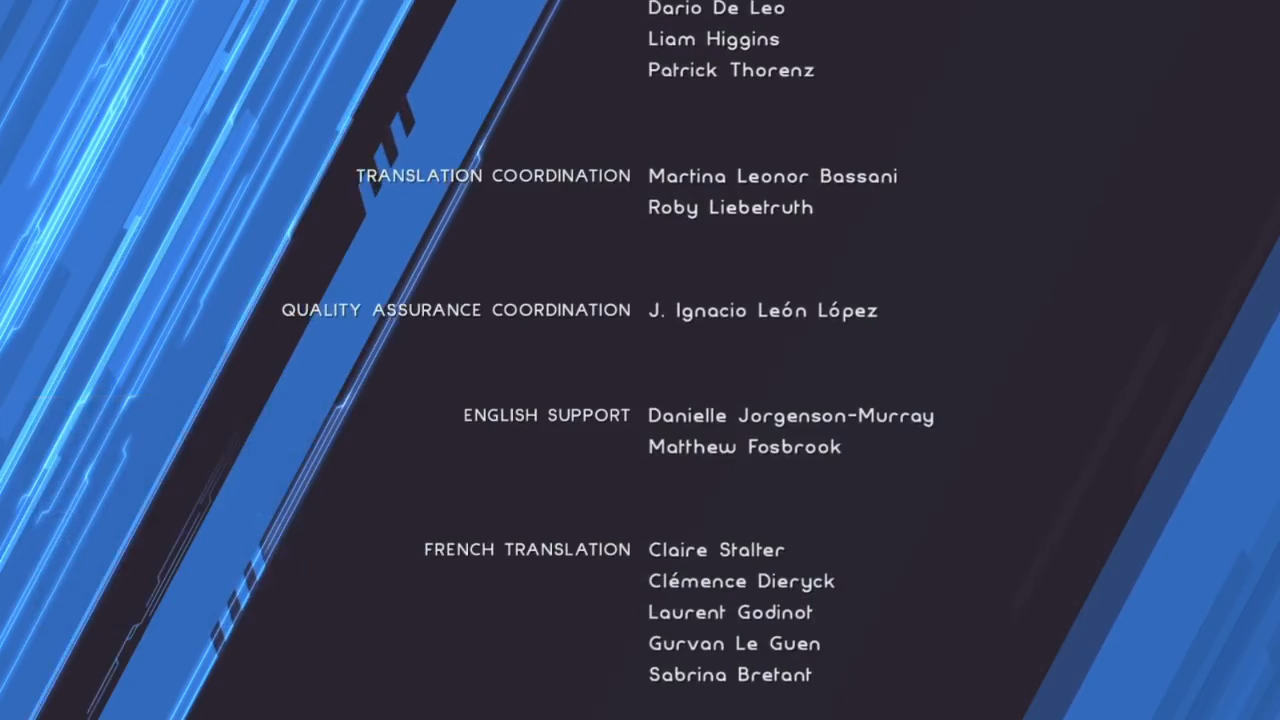 Dario De Leo
Liam Higgins
Patrick Thorenz
TRANSLATION COORDINATION Martina Leonor Bassani
Roby Liebetruth
QUALITY ASSURANCE COORDINATION J. Ignacio León López
ENGLISH SUPPORT Danielle Jorgenson-Murray
Matthew Fosbrook
FRENCH TRANSLATION Claire Stalter
Clémence Dieryck
Laurent Godinot
Gurvan Le Guen
Sabrina Bretant